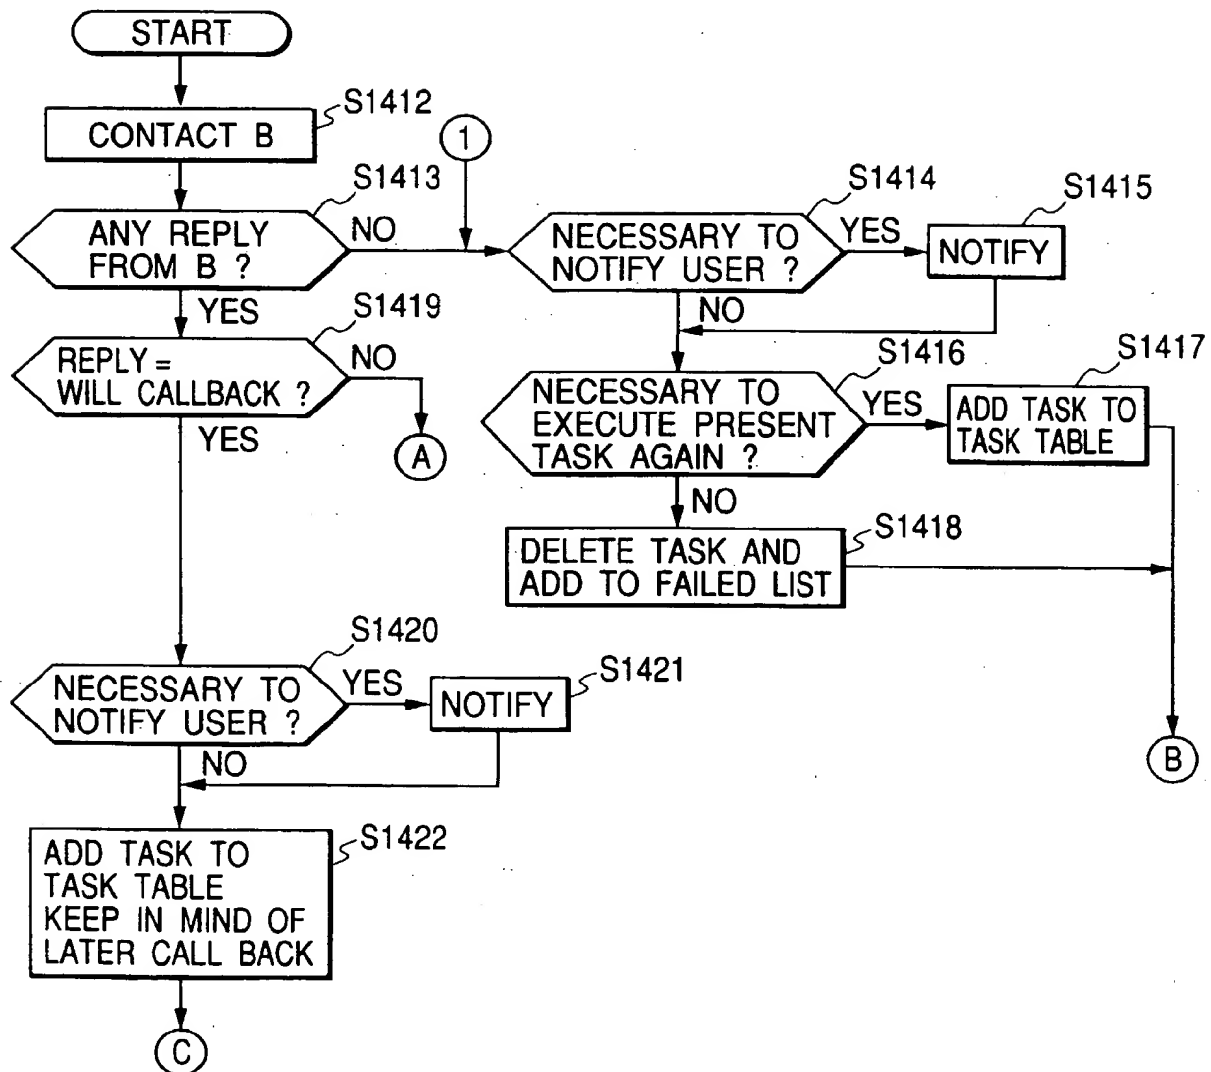 START
S1412
CONTACT B
1
S1413
ANY REPLY
FROM B ?
NO
YES
S1414
NECESSARY TO
NOTIFY USER ?
YES
NO
S1415
NOTIFY
S1419
REPLY =
WILL CALLBACK ?
NO
YES
A
S1416
NECESSARY TO
EXECUTE PRESENT
TASK AGAIN ?
YES
NO
S1417
ADD TASK TO
TASK TABLE
S1418
DELETE TASK AND
ADD TO FAILED LIST
S1420
NECESSARY TO
NOTIFY USER ?
YES
NO
S1421
NOTIFY
B
S1422
ADD TASK TO
TASK TABLE
KEEP IN MIND OF
LATER CALL BACK
C